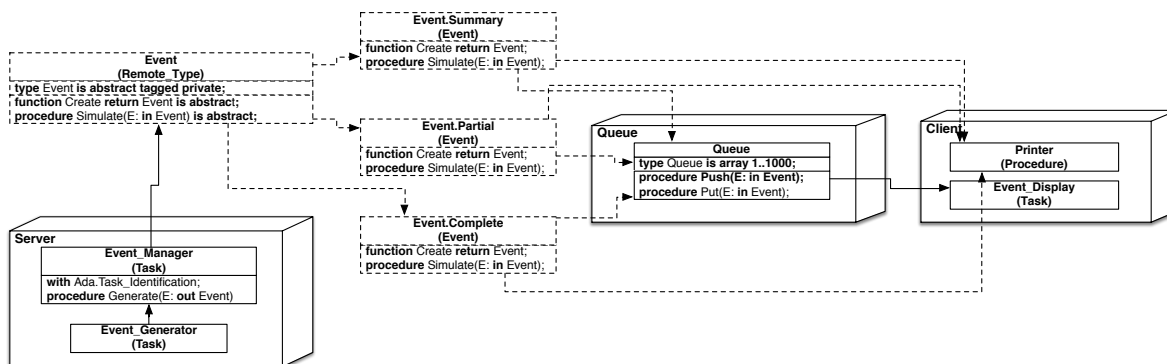 Event
(Remote_Type)
type Event is abstract tagged private;
function Create return Event is abstract;
procedure Simulate(E: in Event) is abstract;
Event.Summary
(Event)
function Create return Event;
procedure Simulate(E: in Event);
Event.Partial
(Event)
function Create return Event;
procedure Simulate(E: in Event);
Event.Complete
(Event)
function Create return Event;
procedure Simulate(E: in Event);
Server
Event_Manager
(Task)
with Ada.Task_Identification;
procedure Generate(E: out Event)
Event_Generator
(Task)
Queue
Queue
type Queue is array 1..1000;
procedure Push(E: in Event);
procedure Put(E: in Event);
Client
Printer
(Procedure)
Event_Display
(Task)